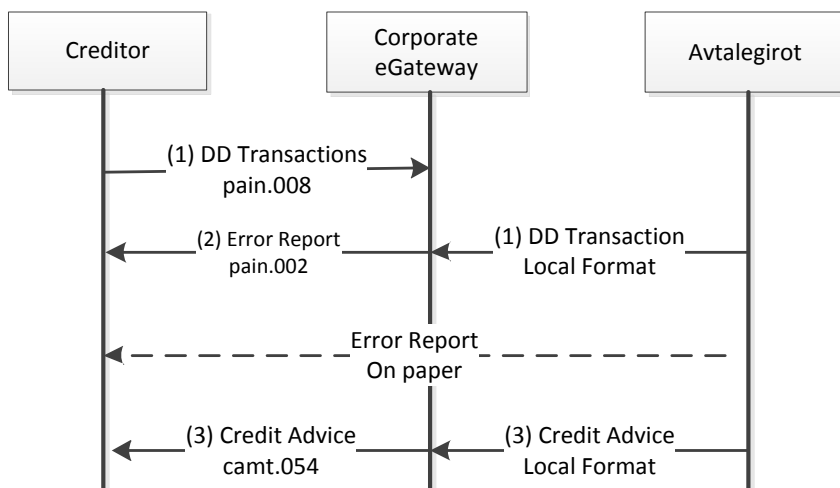 Creditor
Corporate
eGateway
Avtalegirot
(1) DD Transactions
pain.008
(2) Error Report
pain.002
(1) DD Transaction
Local Format
Error Report
On paper
(3) Credit Advice
camt.054
(3) Credit Advice
Local Format